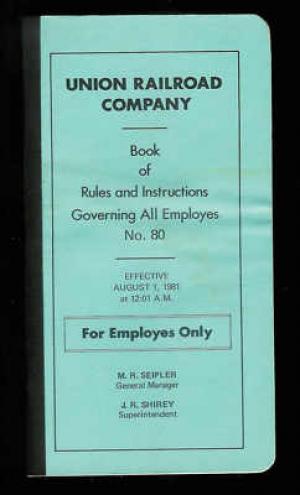 UNION RAILROAD
COMPANY
Book
of
Rules and Instructions
Governing All Employes
No. 80
EFFECTIVE
AUGUST 1, 1981
at 12:01 A.M.
For Employes Only
M. R. SEIPLER
General Manager
J. R. SHIREY
Superintendent